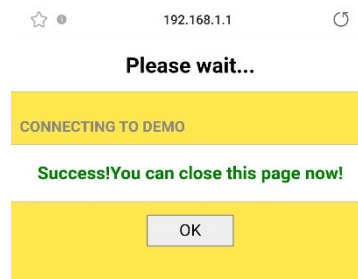 192.168.1.1
Please wait...
CONNECTING TO DEMO
Success!You can close this page now!
OK